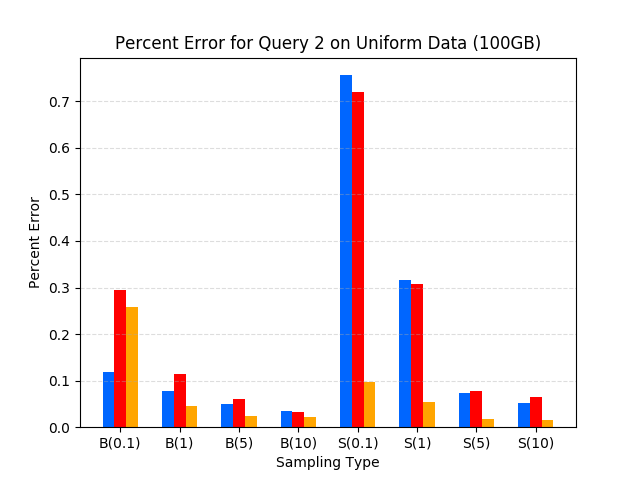 Percent Error for Query 2 on Uniform Data (100GB)
0.7
0.6
0.5
0.4
0.3
0.2
0.1
0.0
Percent Error
B(0.1) B(1) B(5) B(10) S(0.1) S(1) S(5) S(10)
Sampling Type